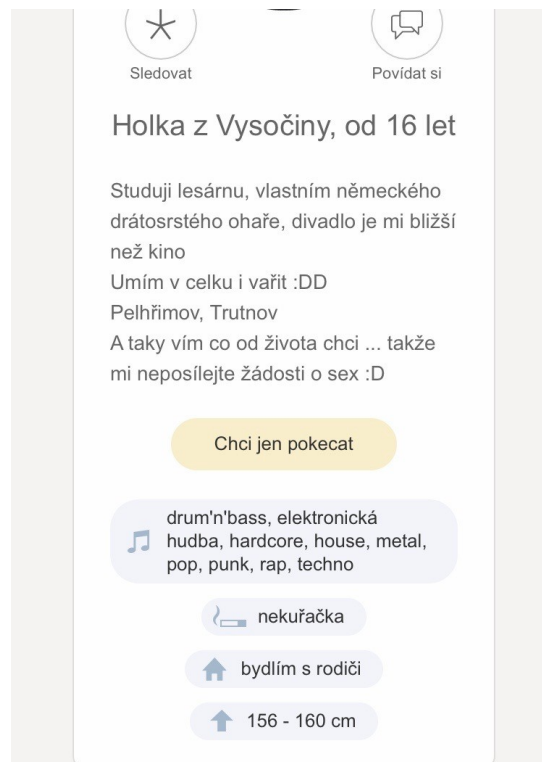 Sledovat
Povídat si
Holka z Vysočiny, od 16 let
Studuji lesárnu, vlastním německého
drátosrstého ohaře, divadlo je mi bližší
než kino
Umím v celku i vařit :DD
Pelhřimov, Trutnov
A taky vím co od života chci ... takže
mi neposílejte žádosti o sex :D
Chci jen pokecat
drum'n'bass, elektronická
hudba, hardcore, house, metal,
pop, punk, rap, techno
nekuřačka
bydlím s rodiči
156 - 160 cm